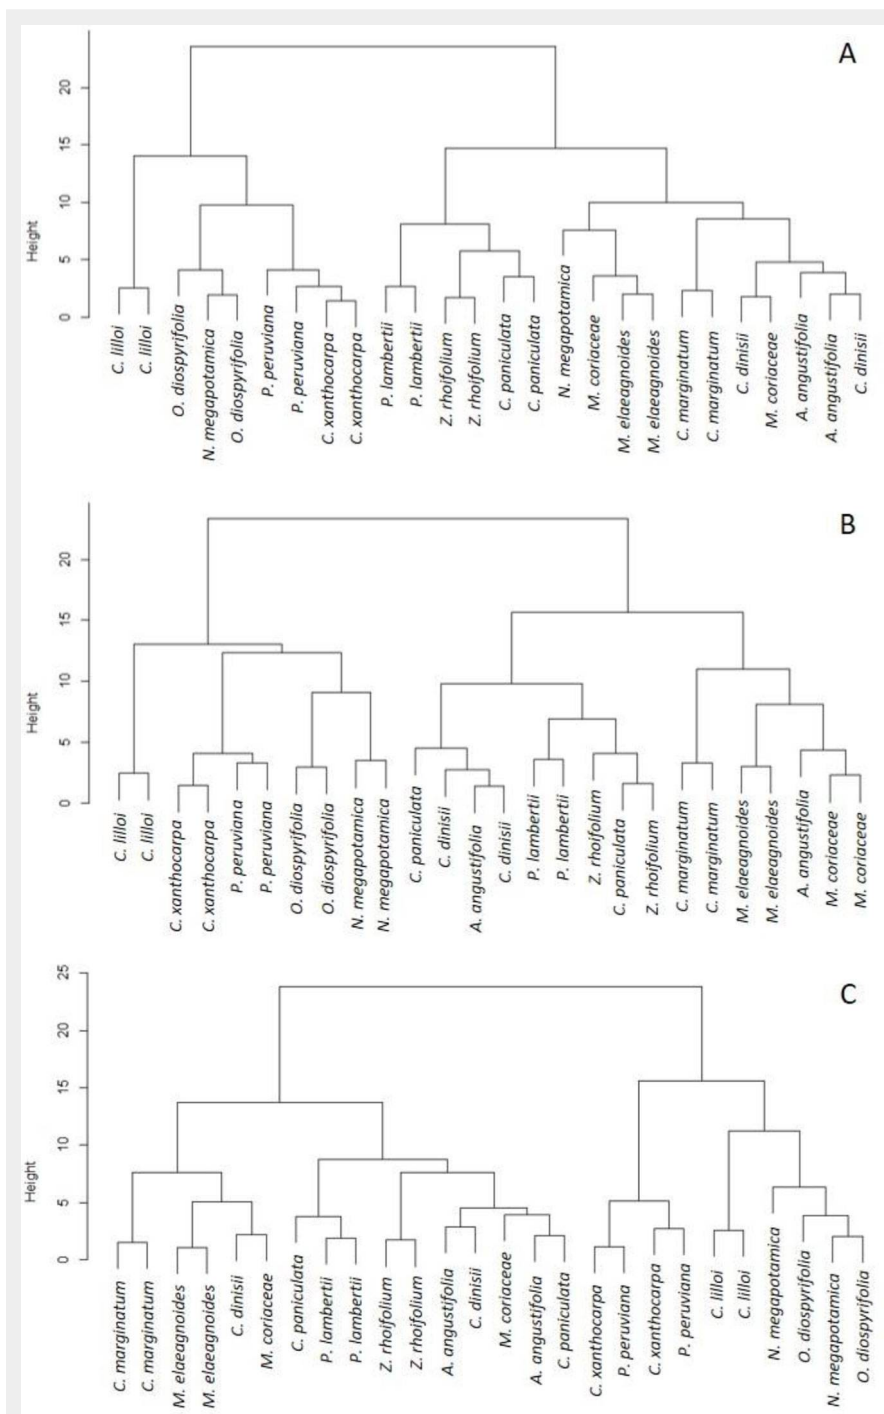 A
Height
20
15
10
5
0
C. lilloi
C. lilloi
O. diospyrifolia
N. megapotamica
O. diospyrifolia
P. peruviana
P. peruviana
C. xanthocarpa
C. xanthocarpa
P. lambertii
P. lambertii
Z. rhoifolium
Z. rhoifolium
C. paniculata
C. paniculata
N. megapotamica
M. coriaceae
M. elaeagnoides
M. elaeagnoides
C. marginatum
C. marginatum
C. dinisii
M. coriaceae
A. angustifolia
A. angustifolia
C. dinisii
B
Height
20
15
10
5
0
C. lilloi
C. lilloi
C. xanthocarpa
C. xanthocarpa
P. peruviana
P. peruviana
O. diospyrifolia
O. diospyrifolia
N. megapotamica
N. megapotamica
C. paniculata
C. dinisii
A. angustifolia
C. dinisii
P. lambertii
P. lambertii
Z. rhoifolium
C. paniculata
Z. rhoifolium
C. marginatum
C. marginatum
M. elaeagnoides
M. elaeagnoides
A. angustifolia
M. coriaceae
M. coriaceae
C
Height
25
20
15
10
5
0
C. marginatum
C. marginatum
M. elaeagnoides
M. elaeagnoides
C. dinisii
M. coriaceae
C. paniculata
P. lambertii
P. lambertii
Z. rhoifolium
Z. rhoifolium
A. angustifolia
C. dinisii
M. coriaceae
A. angustifolia
C. paniculata
C. xanthocarpa
P. peruviana
C. xanthocarpa
P. peruviana
C. lilloi
C. lilloi
N. megapotamica
O. diospyrifolia
N. megapotamica
O. diospyrifolia